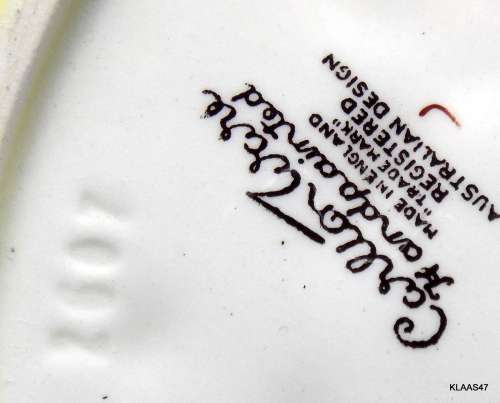 Carlton Ware
Handpainted
MADE IN ENGLAND
„TRADE MARK”
REGISTERED
AUSTRALIAN DESIGN
KLAAS47